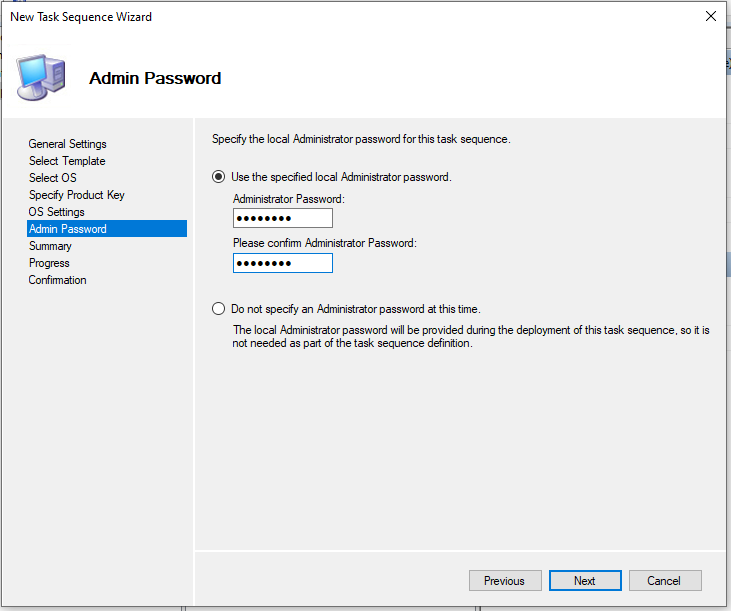 New Task Sequence Wizard
Admin Password
General Settings
Select Template
Select OS
Specify Product Key
OS Settings
Admin Password
Summary
Progress
Confirmation
Specify the local Administrator password for this task sequence.
Use the specified local Administrator password.
Administrator Password:
●●●●●●●●
Please confirm Administrator Password:
●●●●●●●●
Do not specify an Administrator password at this time.
The local Administrator password will be provided during the deployment of this task sequence, so it is
not needed as part of the task sequence definition.
Previous
Next
Cancel